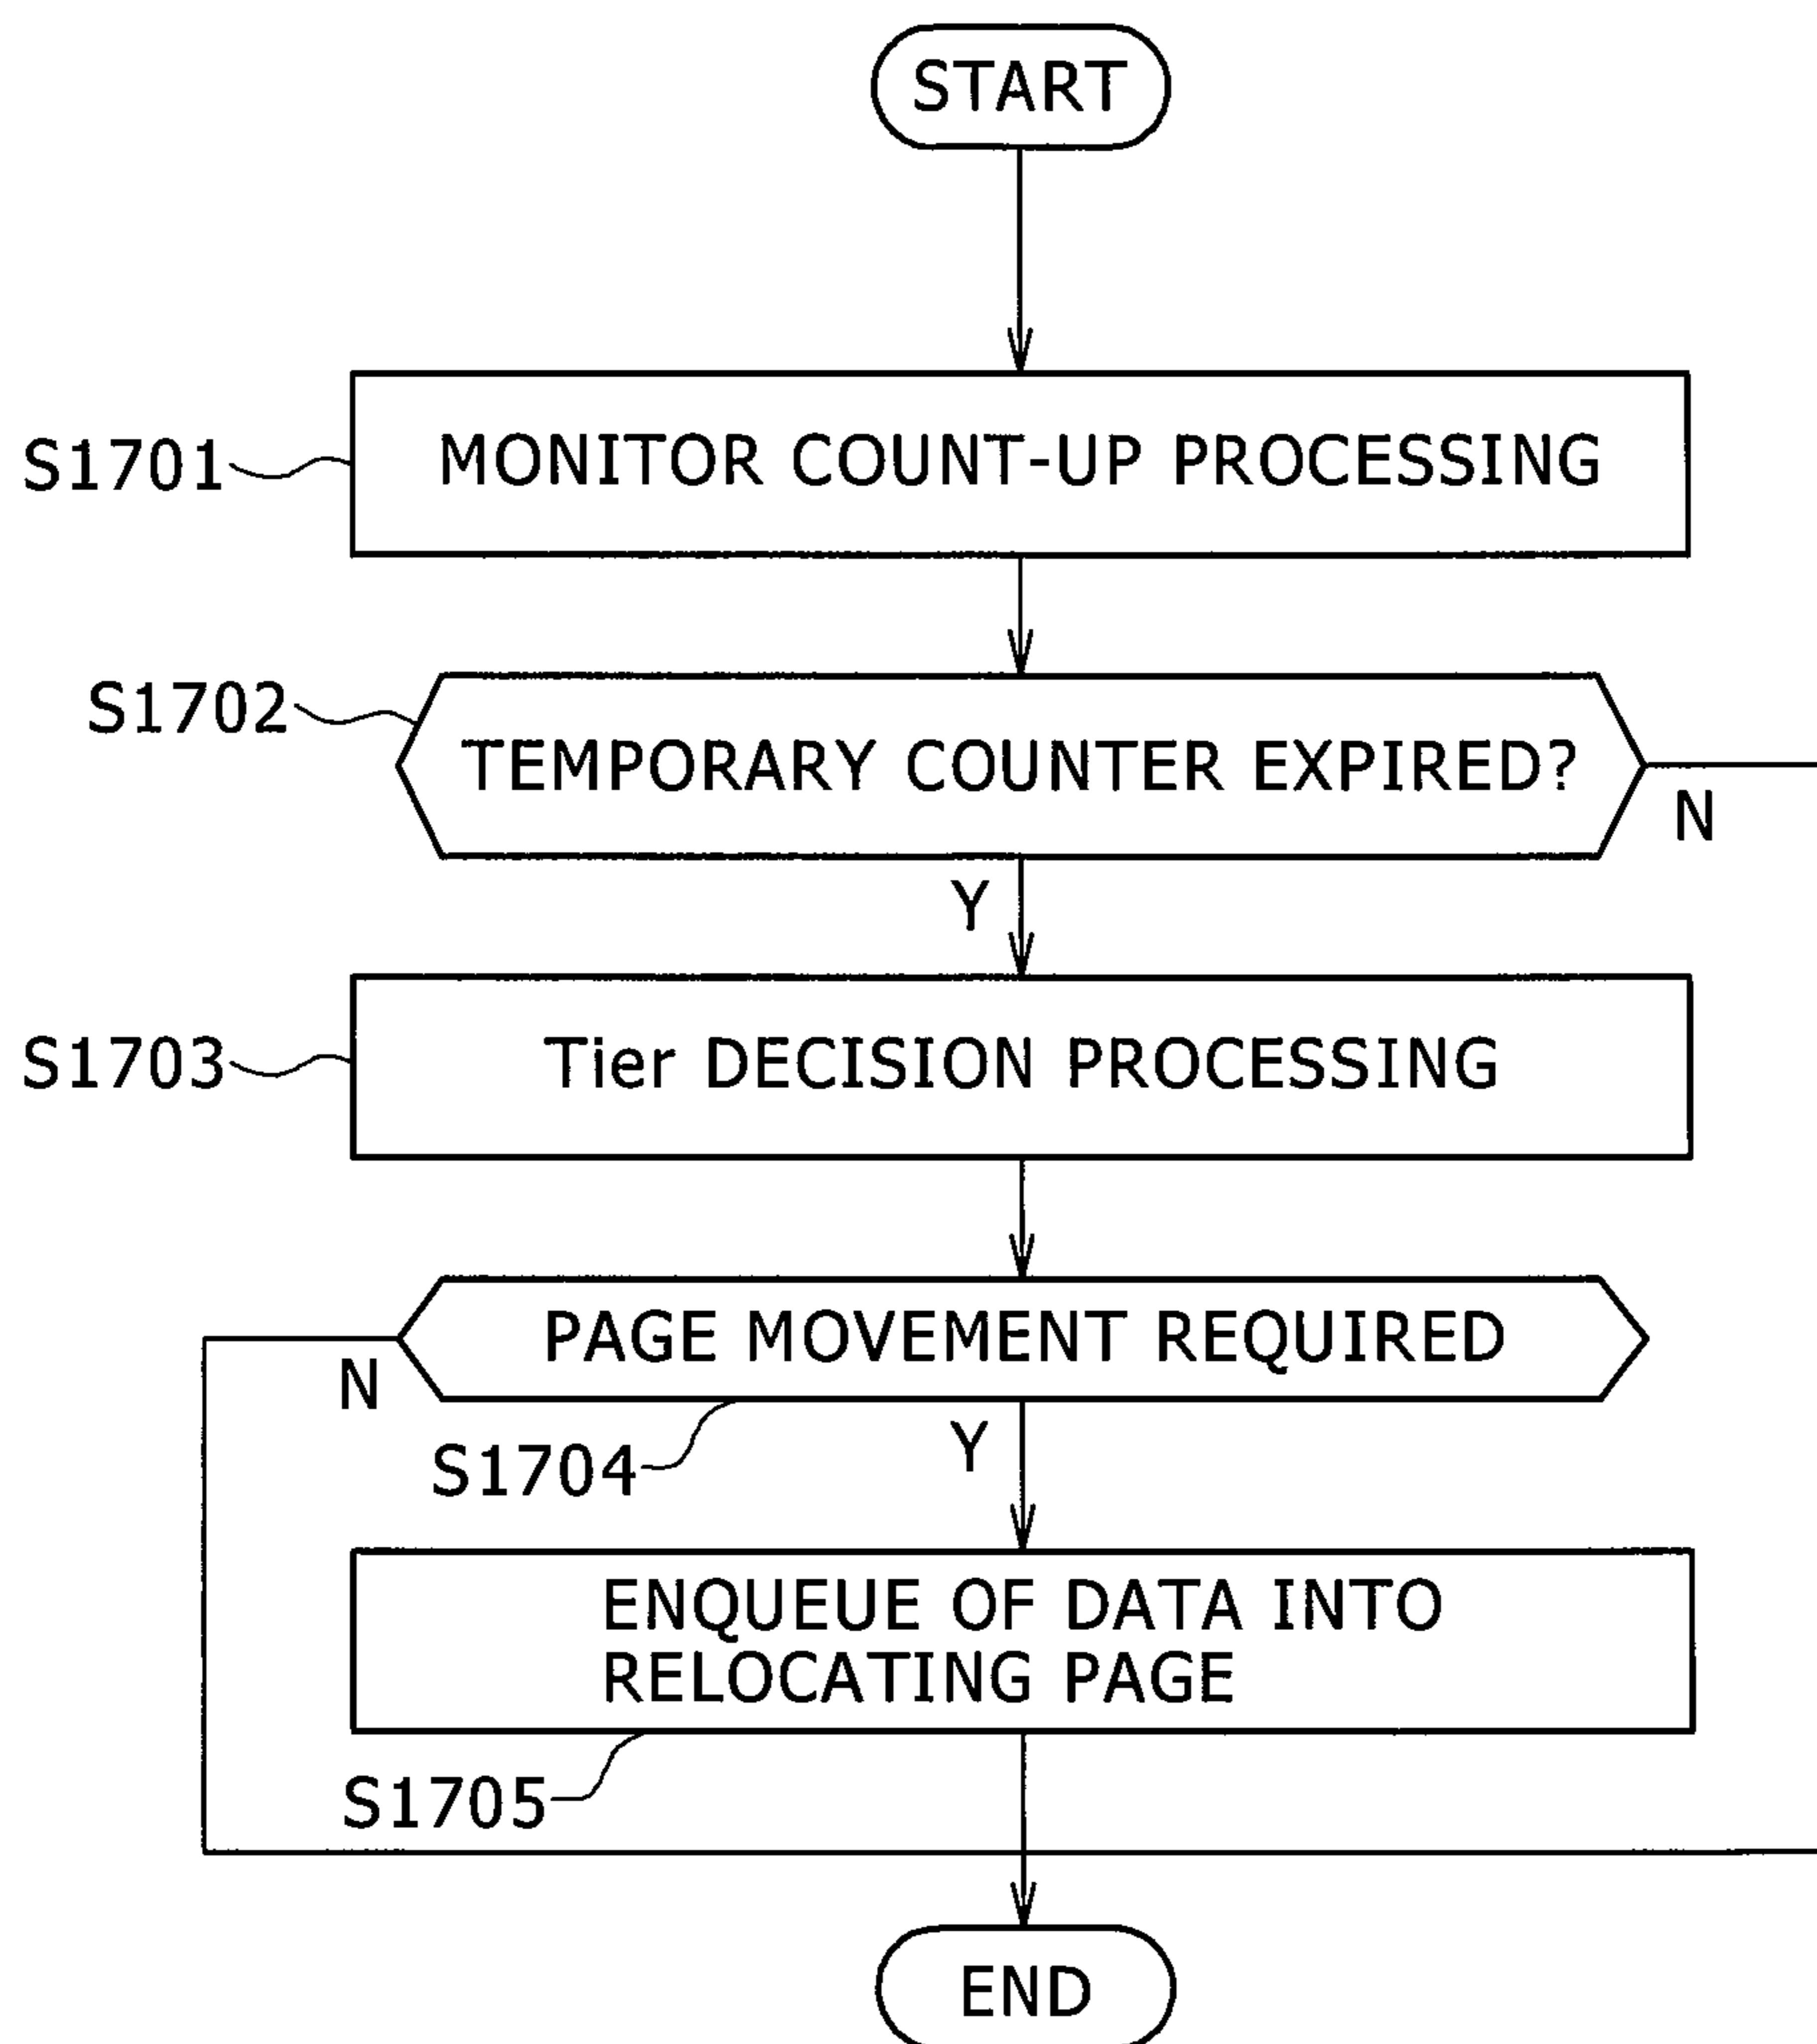 START
S1701
MONITOR COUNT-UP PROCESSING
S1702
TEMPORARY COUNTER EXPIRED?
N
Y
S1703
Tier DECISION PROCESSING
PAGE MOVEMENT REQUIRED
N
S1704
Y
ENQUEUE OF DATA INTO
RELOCATING PAGE
S1705
END